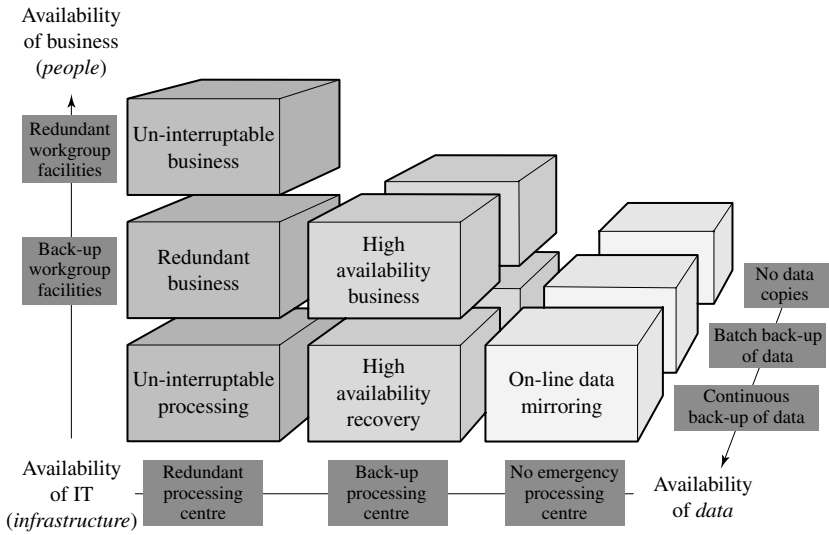 Availability
of business
(people)
Redundant
workgroup
facilities
Un-interruptable
business
Back-up
workgroup
facilities
Redundant
business
High
availability
business
No data
copies
Batch back-up
of data
Un-interruptable
processing
High
availability
recovery
On-line data
mirroring
Continuous
back-up of data
Availability
of IT
(infrastructure)
Redundant
processing
centre
Back-up
processing
centre
No emergency
processing
centre
Availability
of data